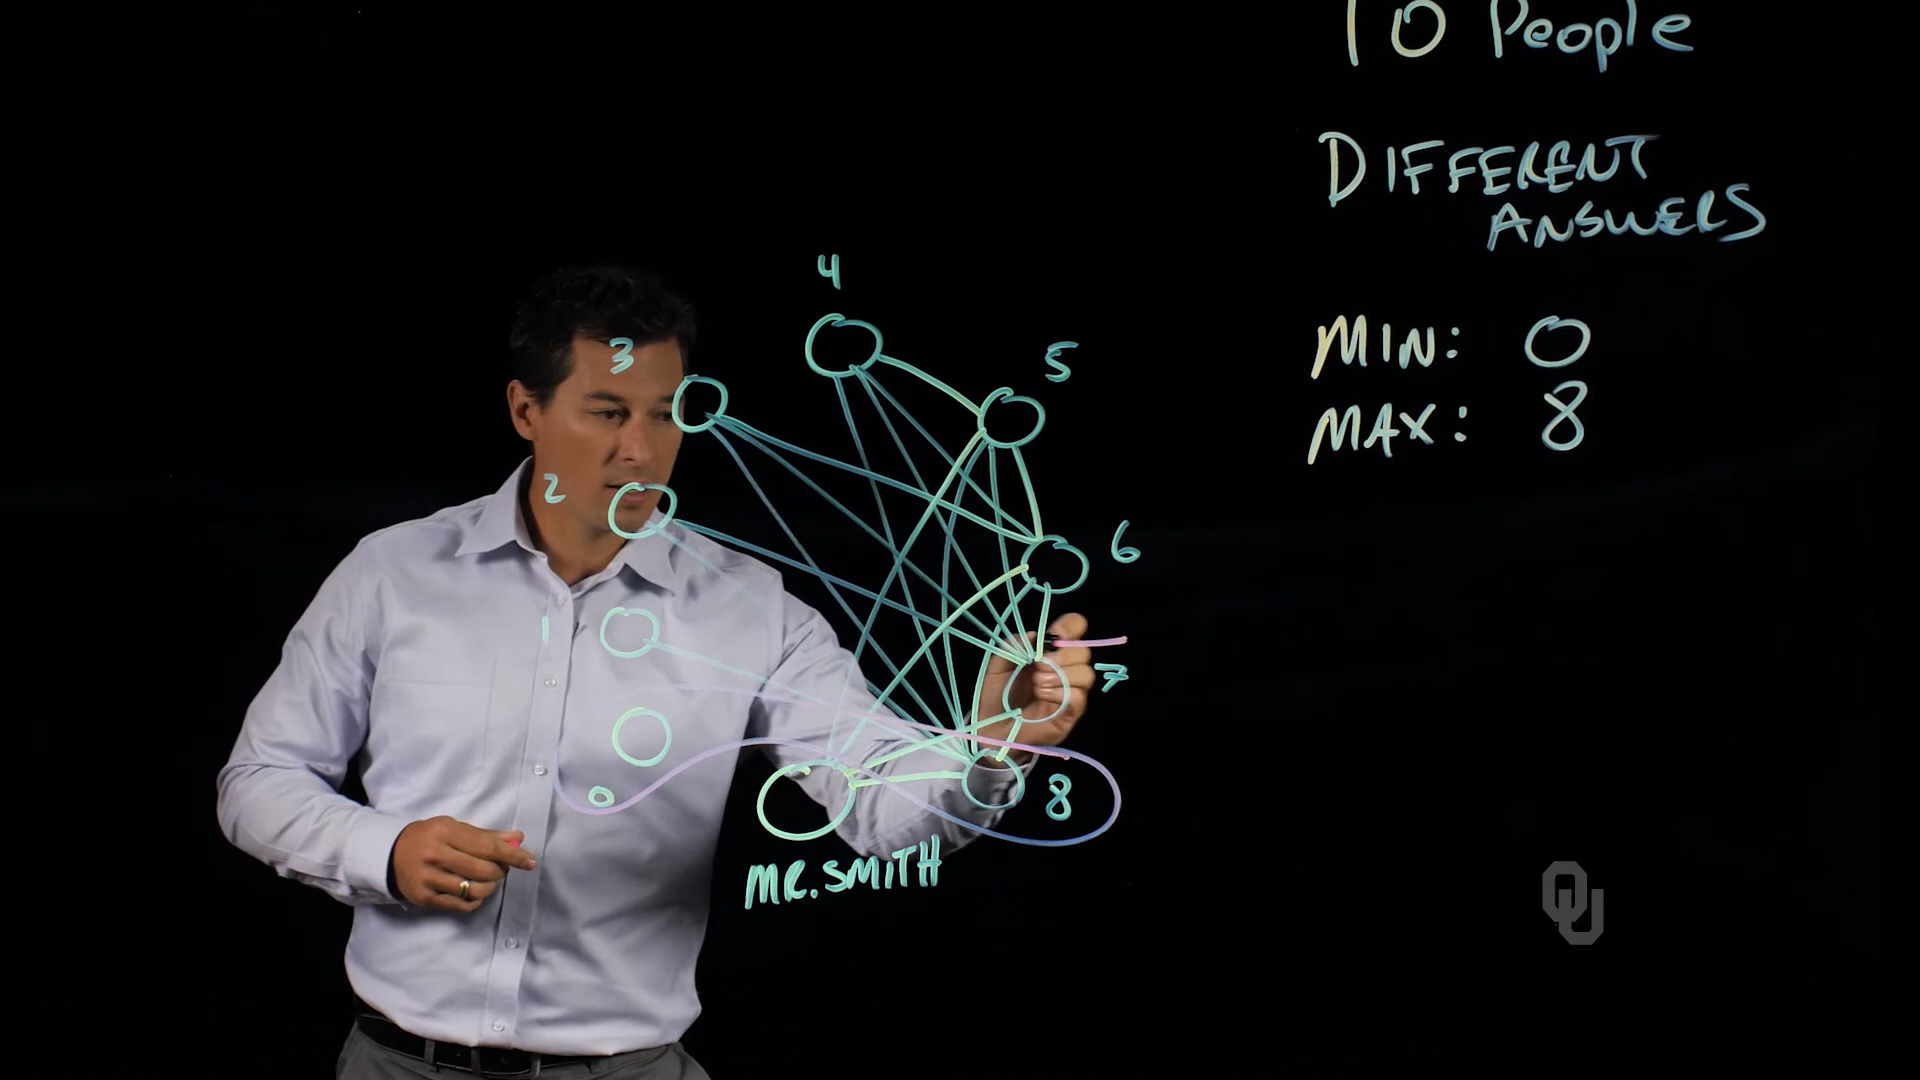 10 People
DIFFERENT
ANSWERS
MIN: 0
MAX: 8
4
3
5
2
6
1
7
0
8
MR. SMITH
OU